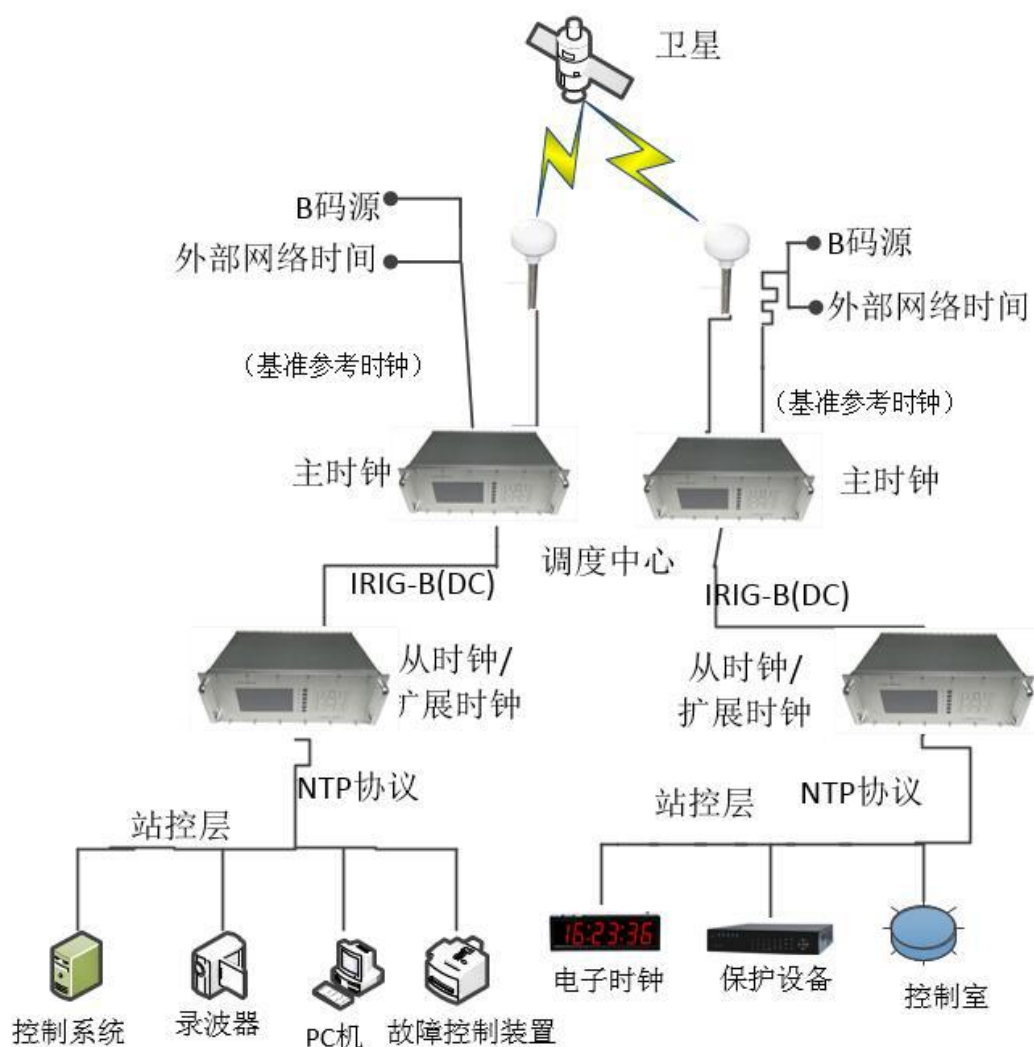 卫星
B码源
外部网络时间
B码源
外部网络时间
（基准参考时钟）
（基准参考时钟）
主时钟
主时钟
调度中心
IRIG-B(DC)
IRIG-B(DC)
从时钟/
扩展时钟
从时钟/
扩展时钟
NTP协议
站控层
站控层
NTP协议
16:23:36
控制系统
录波器
PC机
故障控制装置
电子时钟
保护设备
控制室